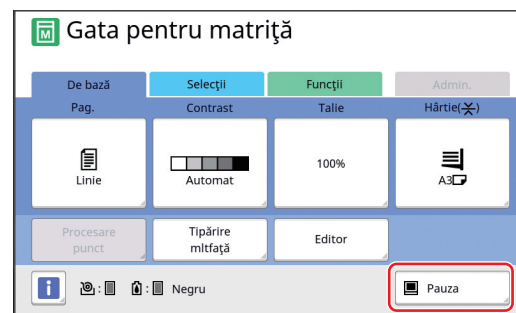 M Gata pentru matriţă
De bază Selecţii Funcţii Admin.
Pag. Contrast Talie Hârtie( )
Linie Automat 100% A3
Procesare punct Tipărire mltfaţă Editor
i : : Negru Pauza